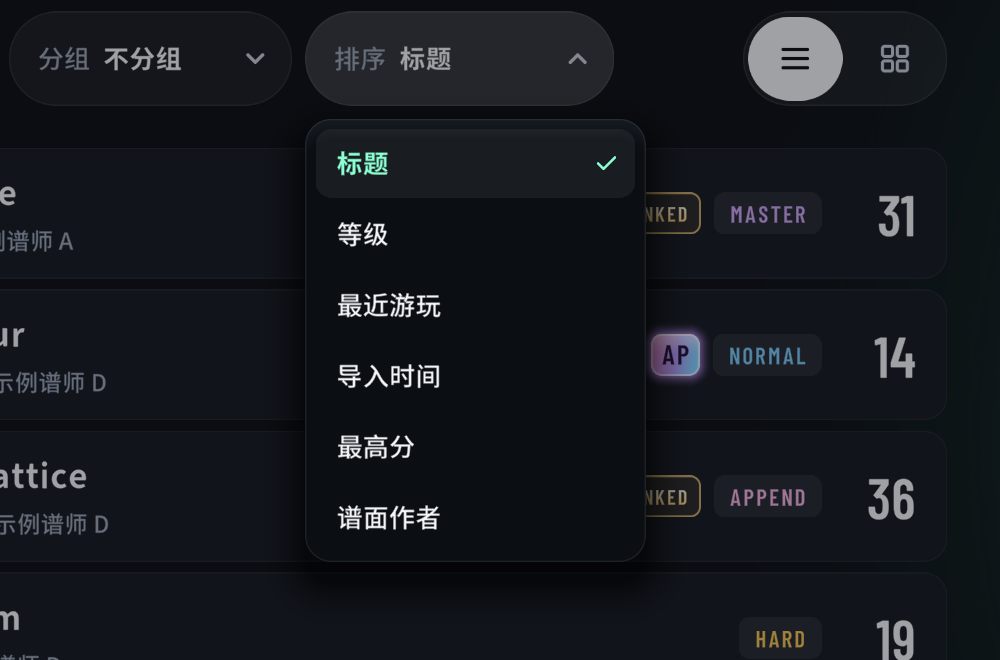 分组 不分组
排序 标题
标题
等级
最近游玩
导入时间
最高分
谱面作者
e
谱师 A
NKED MASTER 31
ur
示例谱师 D
AP NORMAL 14
attice
示例谱师 D
NKED APPEND 36
m
HARD 19